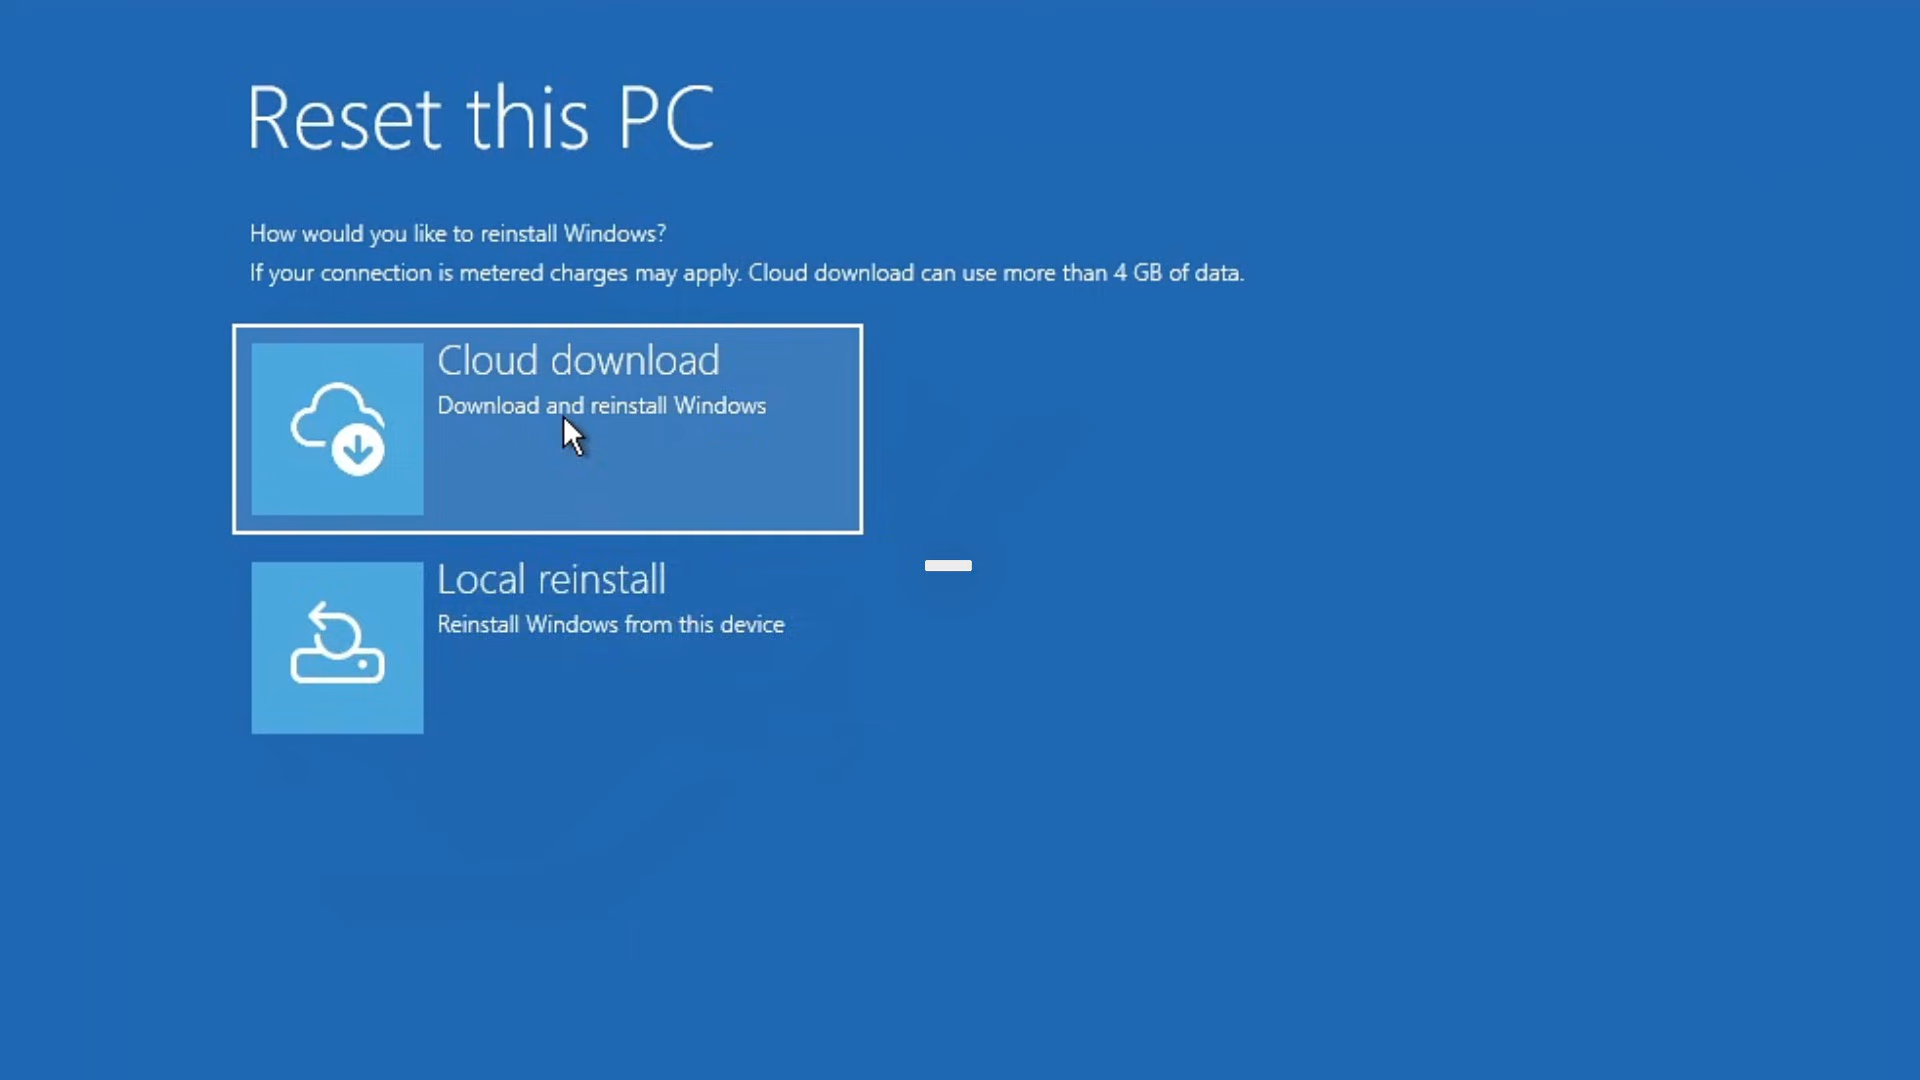 Reset this PC
How would you like to reinstall Windows?
If your connection is metered charges may apply. Cloud download can use more than 4 GB of data.
Cloud download
Download and reinstall Windows
Local reinstall
Reinstall Windows from this device